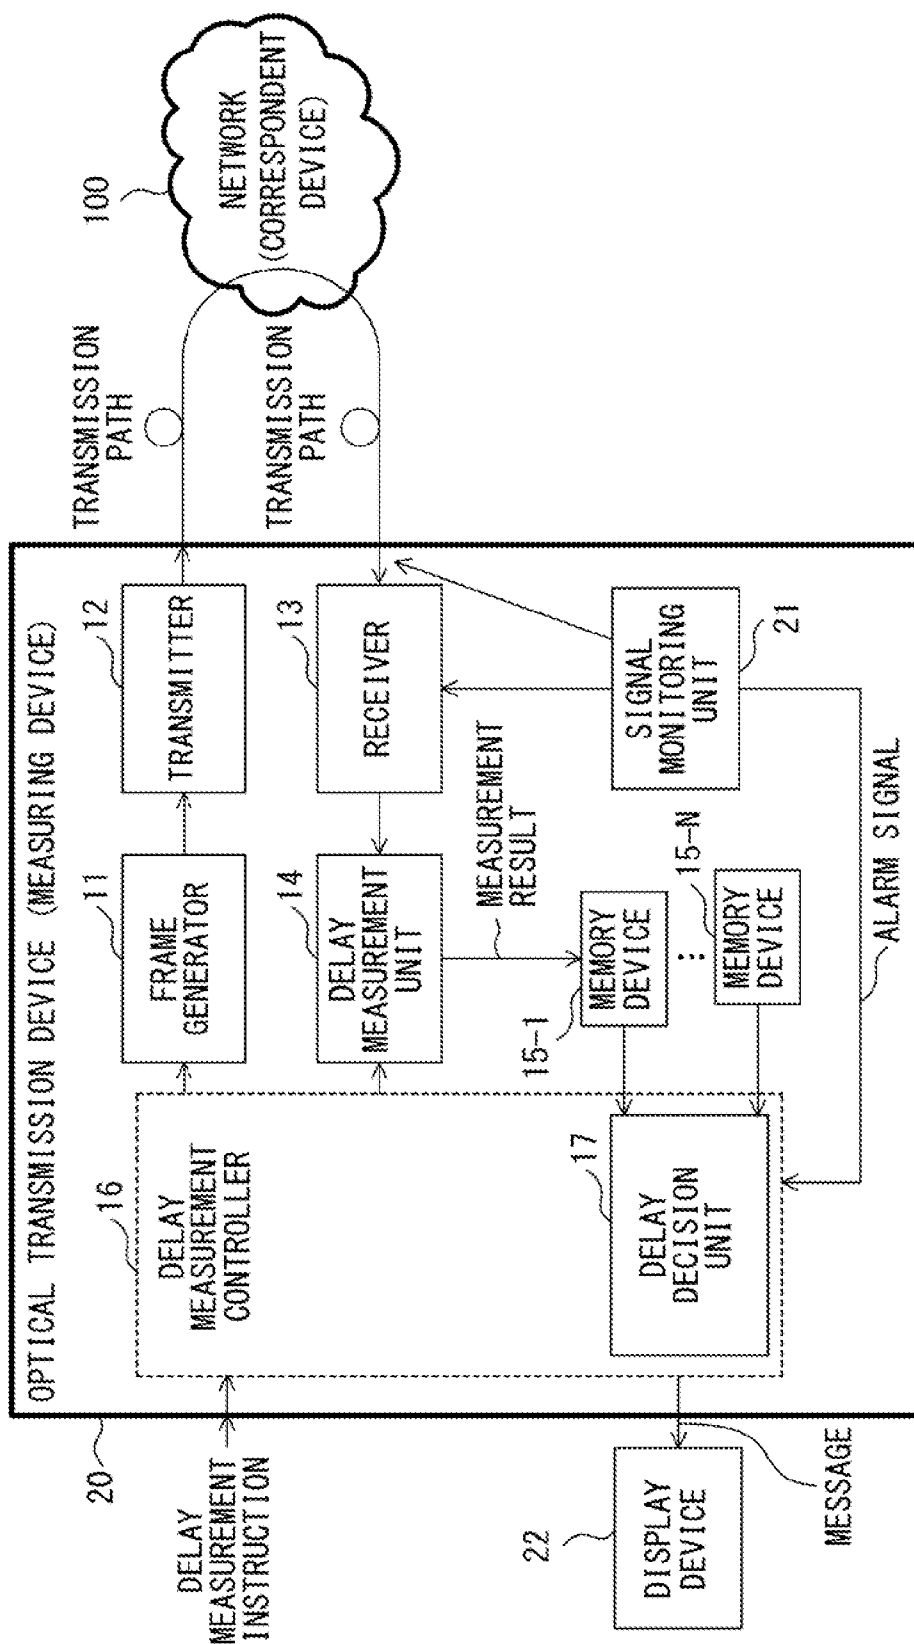 OPTICAL TRANSMISSION DEVICE (MEASURING DEVICE)
20
DELAY
MEASUREMENT
INSTRUCTION
16
DELAY
MEASUREMENT
CONTROLLER
11
FRAME
GENERATOR
12
TRANSMITTER
TRANSMISSION
PATH
100
NETWORK
(CORRESPONDENT
DEVICE)
14
DELAY
MEASUREMENT
UNIT
13
RECEIVER
TRANSMISSION
PATH
MEASUREMENT
RESULT
22
DISPLAY
DEVICE
MESSAGE
17
DELAY
DECISION
UNIT
15-1
MEMORY
DEVICE
15-N
MEMORY
DEVICE
SIGNAL
MONITORING
UNIT
21
ALARM SIGNAL